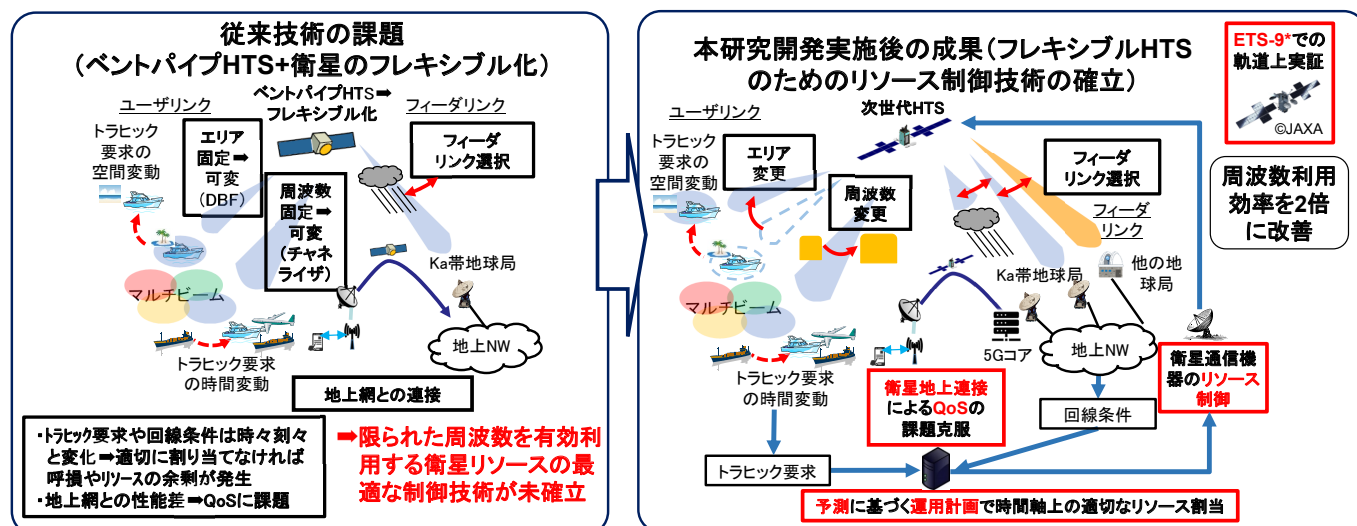 従来技術の課題
（ベントパイプHTS+衛星のフレキシブル化）
ユーザリンク
ベントパイプHTS➡
フレキシブル化
フィーダリンク
トラヒック
要求の
空間変動
エリア
固定➡
可変
（DBF）
フィーダ
リンク選択
周波数
固定➡
可変
（チャネ
ライザ）
Ka帯地球局
マルチビーム
地上NW
トラヒック要求
の時間変動
地上網との連接
・トラヒック要求や回線条件は時々刻々
と変化➡適切に割り当てなければ
呼損やリソースの余剰が発生
・地上網との性能差➡QoSに課題
➡限られた周波数を有効利
用する衛星リソースの最
適な制御技術が未確立
本研究開発実施後の成果（フレキシブルHTS
のためのリソース制御技術の確立）
ETS-9*での
軌道上実証
©JAXA
ユーザリンク
次世代HTS
トラヒック
要求の
空間変動
エリア
変更
フィーダ
リンク選択
周波数利用
効率を2倍
に改善
周波数
変更
フィーダ
リンク
Ka帯地球局
他の地
球局
マルチビーム
5Gコア
地上NW
トラヒック要求
の時間変動
衛星地上連接
によるQoSの
課題克服
衛星通信機
器のリソース
制御
回線条件
トラヒック要求
予測に基づく運用計画で時間軸上の適切なリソース割当